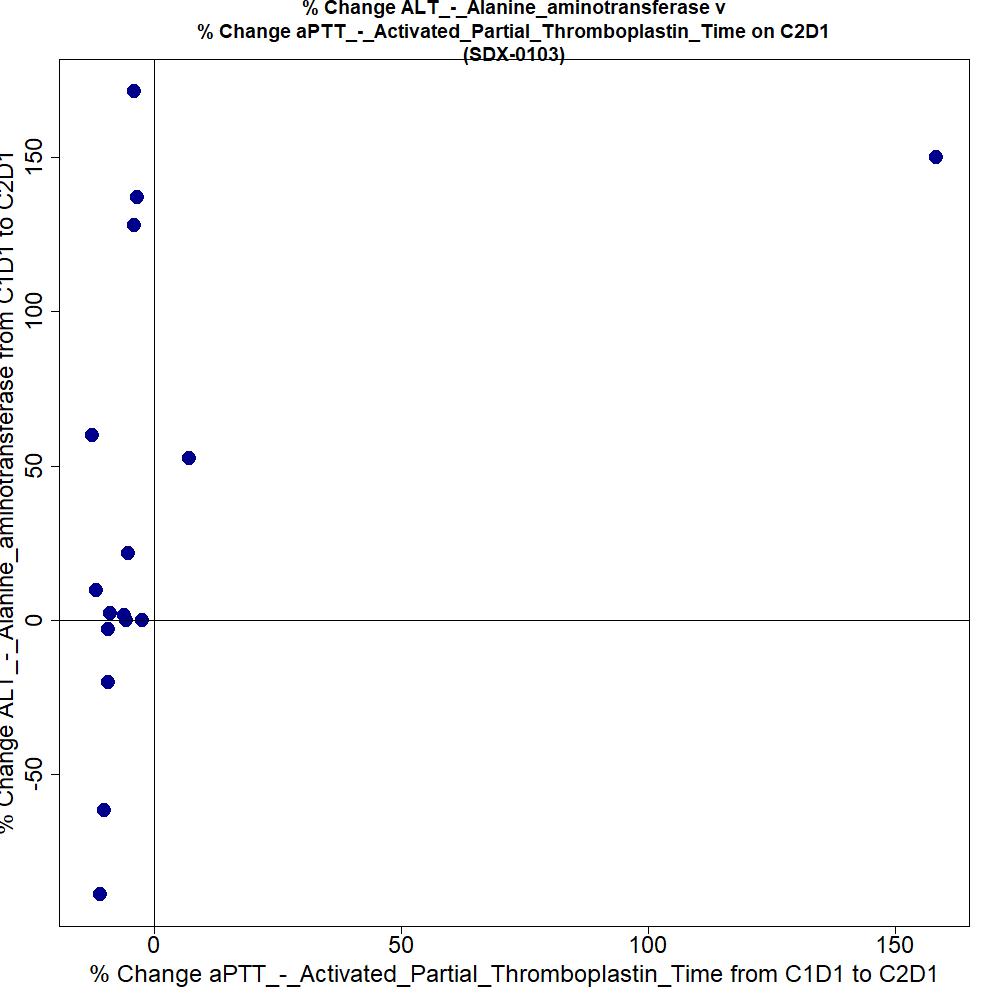 % Change ALT_-_Alanine_aminotransferase v
% Change aPTT_-_Activated_Partial_Thromboplastin_Time on C2D1
(SDX-0103)
% Change ALT_-_Alanine_aminotransferase from C1D1 to C2D1
150
100
50
0
-50
0
50
100
150
% Change aPTT_-_Activated_Partial_Thromboplastin_Time from C1D1 to C2D1